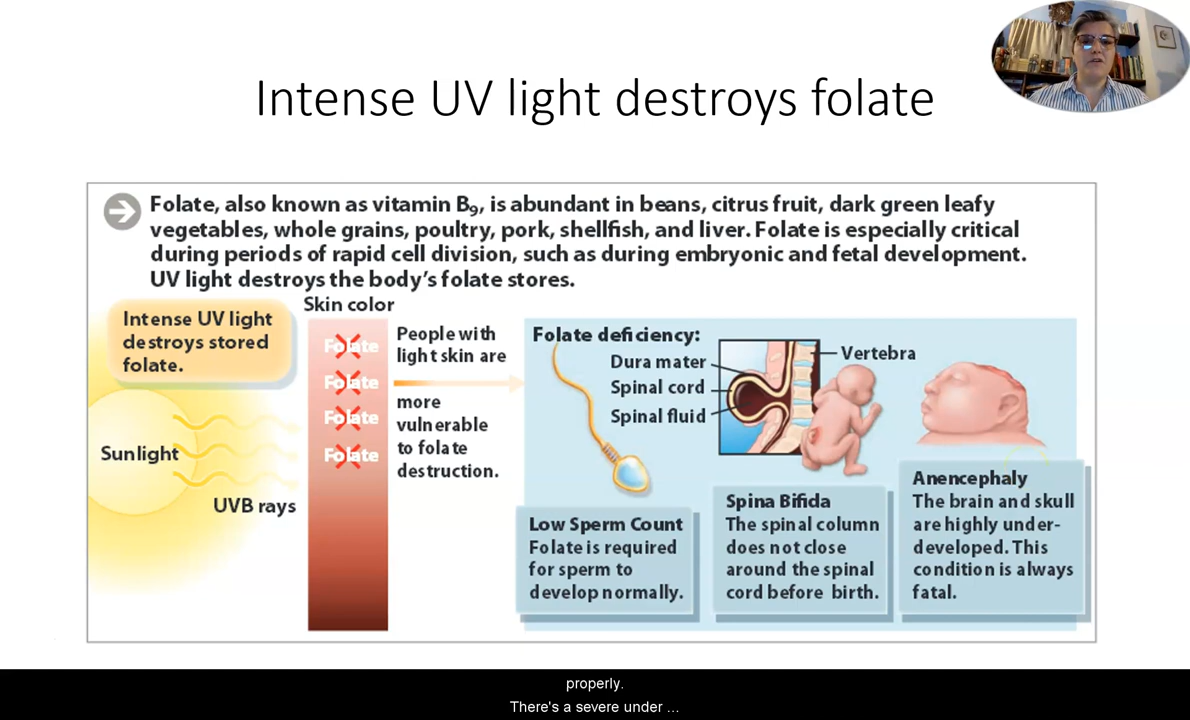 Intense UV light destroys folate
Folate, also known as vitamin B₉, is abundant in beans, citrus fruit, dark green leafy
vegetables, whole grains, poultry, pork, shellfish, and liver. Folate is especially critical
during periods of rapid cell division, such as during embryonic and fetal development.
UV light destroys the body's folate stores.
Intense UV light
destroys stored
folate.
Sunlight
UVB rays
Skin color
Folate
Folate
Folate
Folate
People with
light skin are
more
vulnerable
to folate
destruction.
Folate deficiency:
Dura mater
Spinal cord
Spinal fluid
Vertebra
Low Sperm Count
Folate is required
for sperm to
develop normally.
Spina Bifida
The spinal column
does not close
around the spinal
cord before birth.
Anencephaly
The brain and skull
are highly under-
developed. This
condition is always
fatal.
properly.
There's a severe under ...